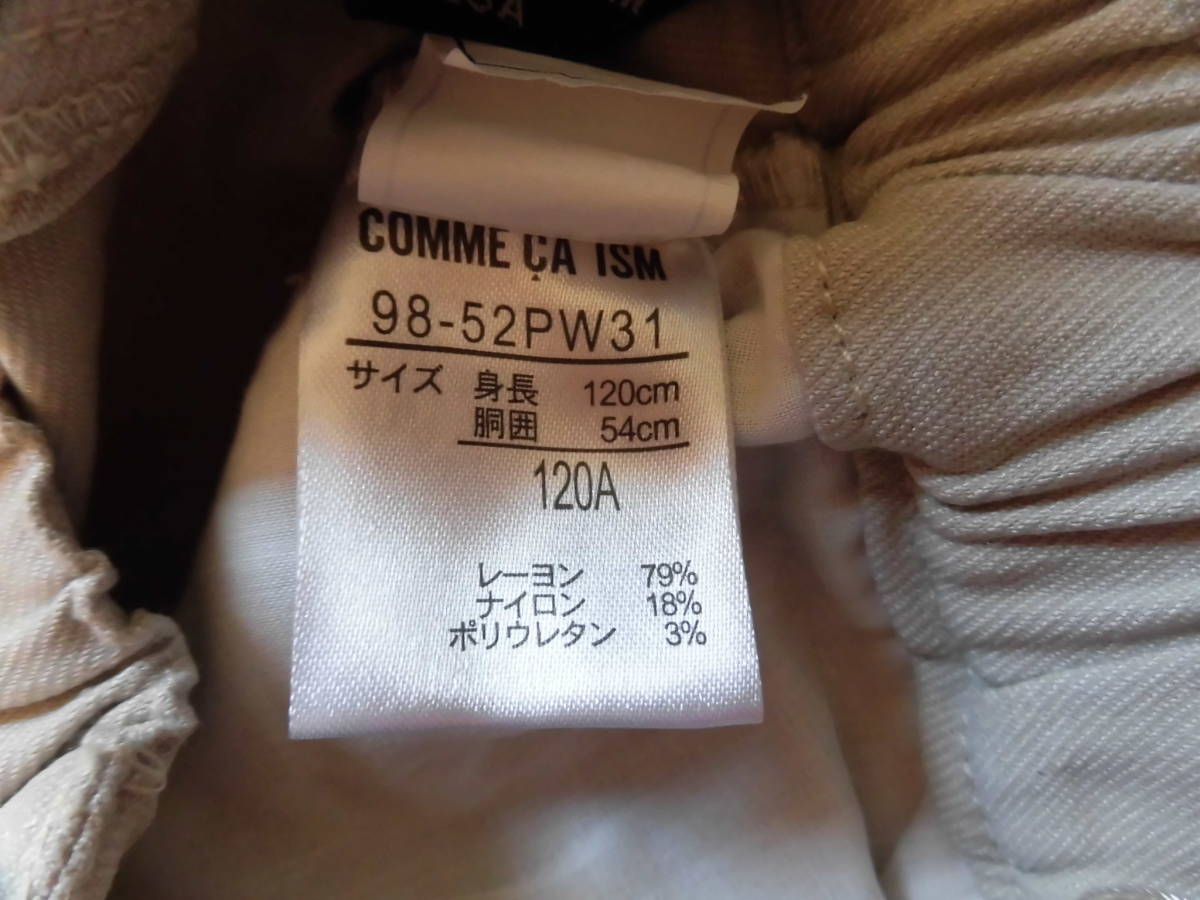 COMME ÇA ISM
98-52PW31
サイズ 身長 120cm
胴囲 54cm
120A
レーヨン 79%
ナイロン 18%
ポリウレタン 3%